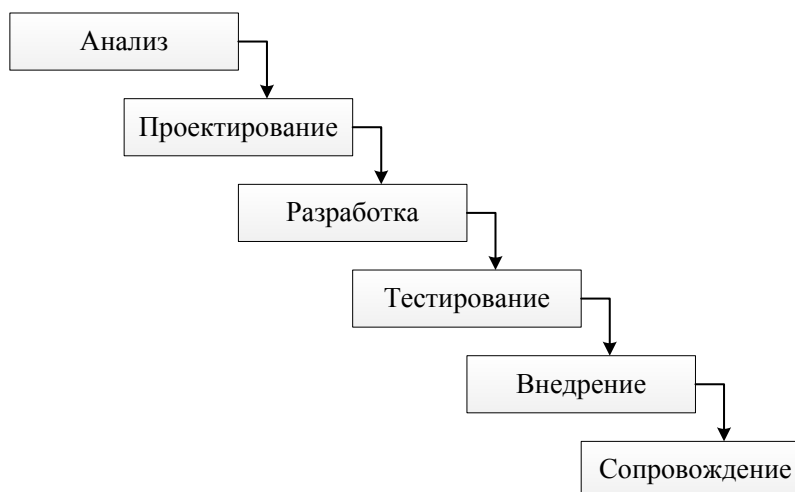 Анализ
Проектирование
Разработка
Тестирование
Внедрение
Сопровождение